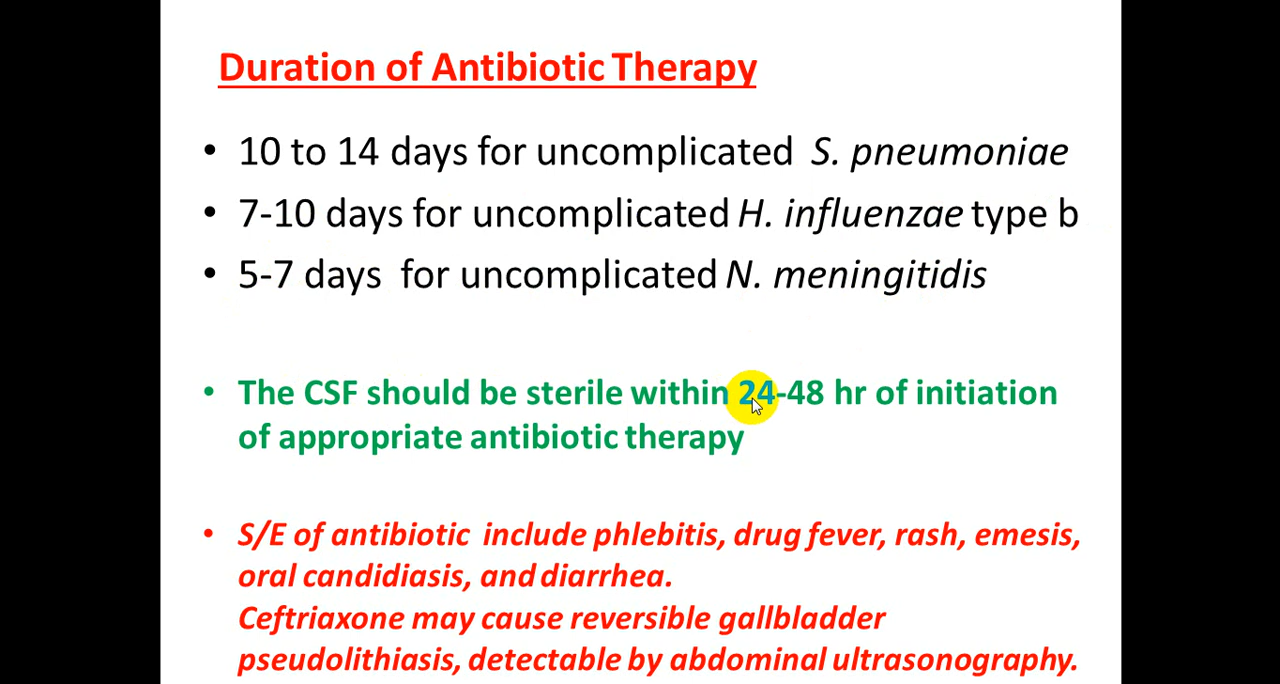 Duration of Antibiotic Therapy
• 10 to 14 days for uncomplicated S. pneumoniae
• 7-10 days for uncomplicated H. influenzae type b
• 5-7 days for uncomplicated N. meningitidis
• The CSF should be sterile within 24-48 hr of initiation
of appropriate antibiotic therapy
• S/E of antibiotic include phlebitis, drug fever, rash, emesis,
oral candidiasis, and diarrhea.
Ceftriaxone may cause reversible gallbladder
pseudolithiasis, detectable by abdominal ultrasonography.